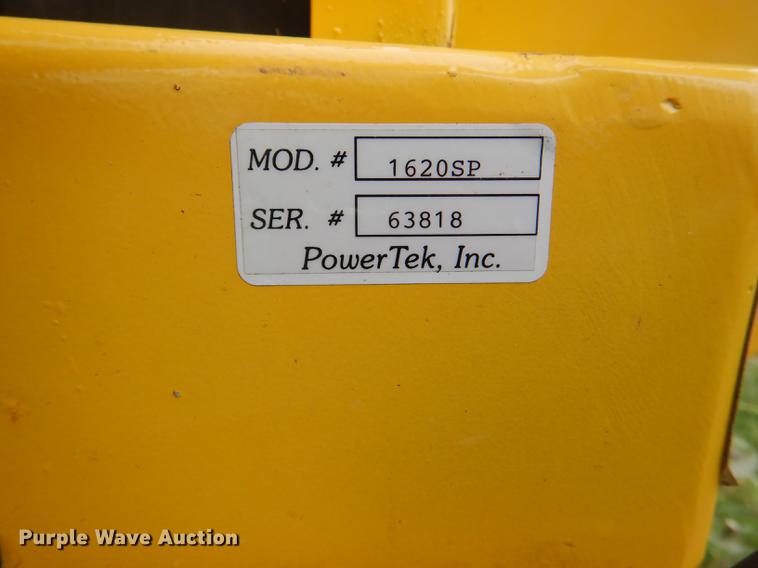 MOD. # 1620SP
SER. # 63818
PowerTek, Inc.
Purple Wave Auction